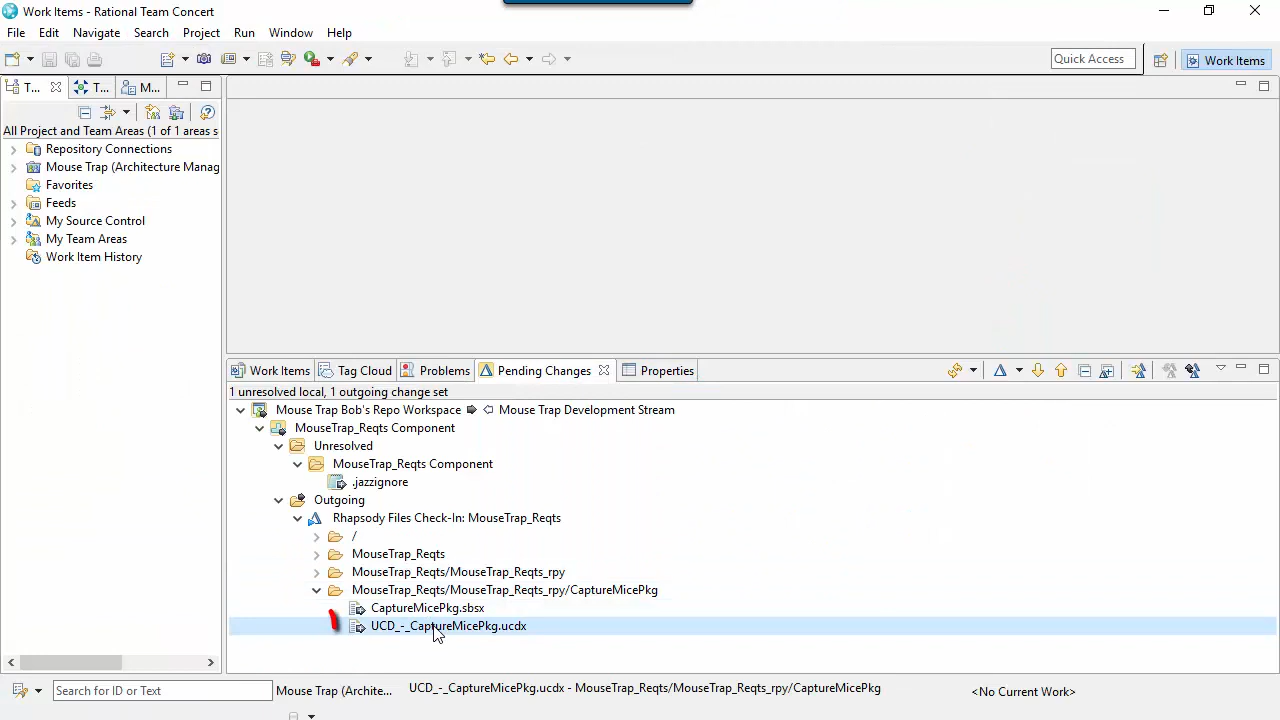 Work Items - Rational Team Concert
File Edit Navigate Search Project Run Window Help
Quick Access
Work Items
T... T... M...
All Project and Team Areas (1 of 1 areas s
Repository Connections
Mouse Trap (Architecture Manag
Favorites
Feeds
My Source Control
My Team Areas
Work Item History
Work Items Tag Cloud Problems Pending Changes Properties
1 unresolved local, 1 outgoing change set
Mouse Trap Bob's Repo Workspace Mouse Trap Development Stream
MouseTrap_Reqts Component
Unresolved
MouseTrap_Reqts Component
.jazzignore
Outgoing
Rhapsody Files Check-In: MouseTrap_Reqts
/
MouseTrap_Reqts
MouseTrap_Reqts/MouseTrap_Reqts_rpy
MouseTrap_Reqts/MouseTrap_Reqts_rpy/CaptureMicePkg
CaptureMicePkg.sbsx
UCD_-_CaptureMicePkg.ucdx
Search for ID or Text
Mouse Trap (Archite...
UCD_-_CaptureMicePkg.ucdx - MouseTrap_Reqts/MouseTrap_Reqts_rpy/CaptureMicePkg
<No Current Work>